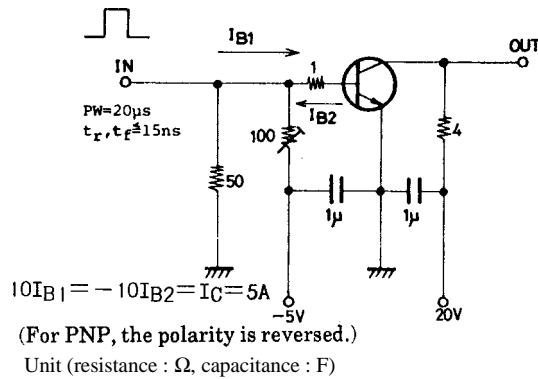 IB1
OUT
IN
1
PW=20μs
tr,tf≦15ns
IB2
100
4
50
1μ
1μ
10IB1=−10IB2=IC=5A
−5V
20V
(For PNP, the polarity is reversed.)
Unit (resistance : Ω, capacitance : F)